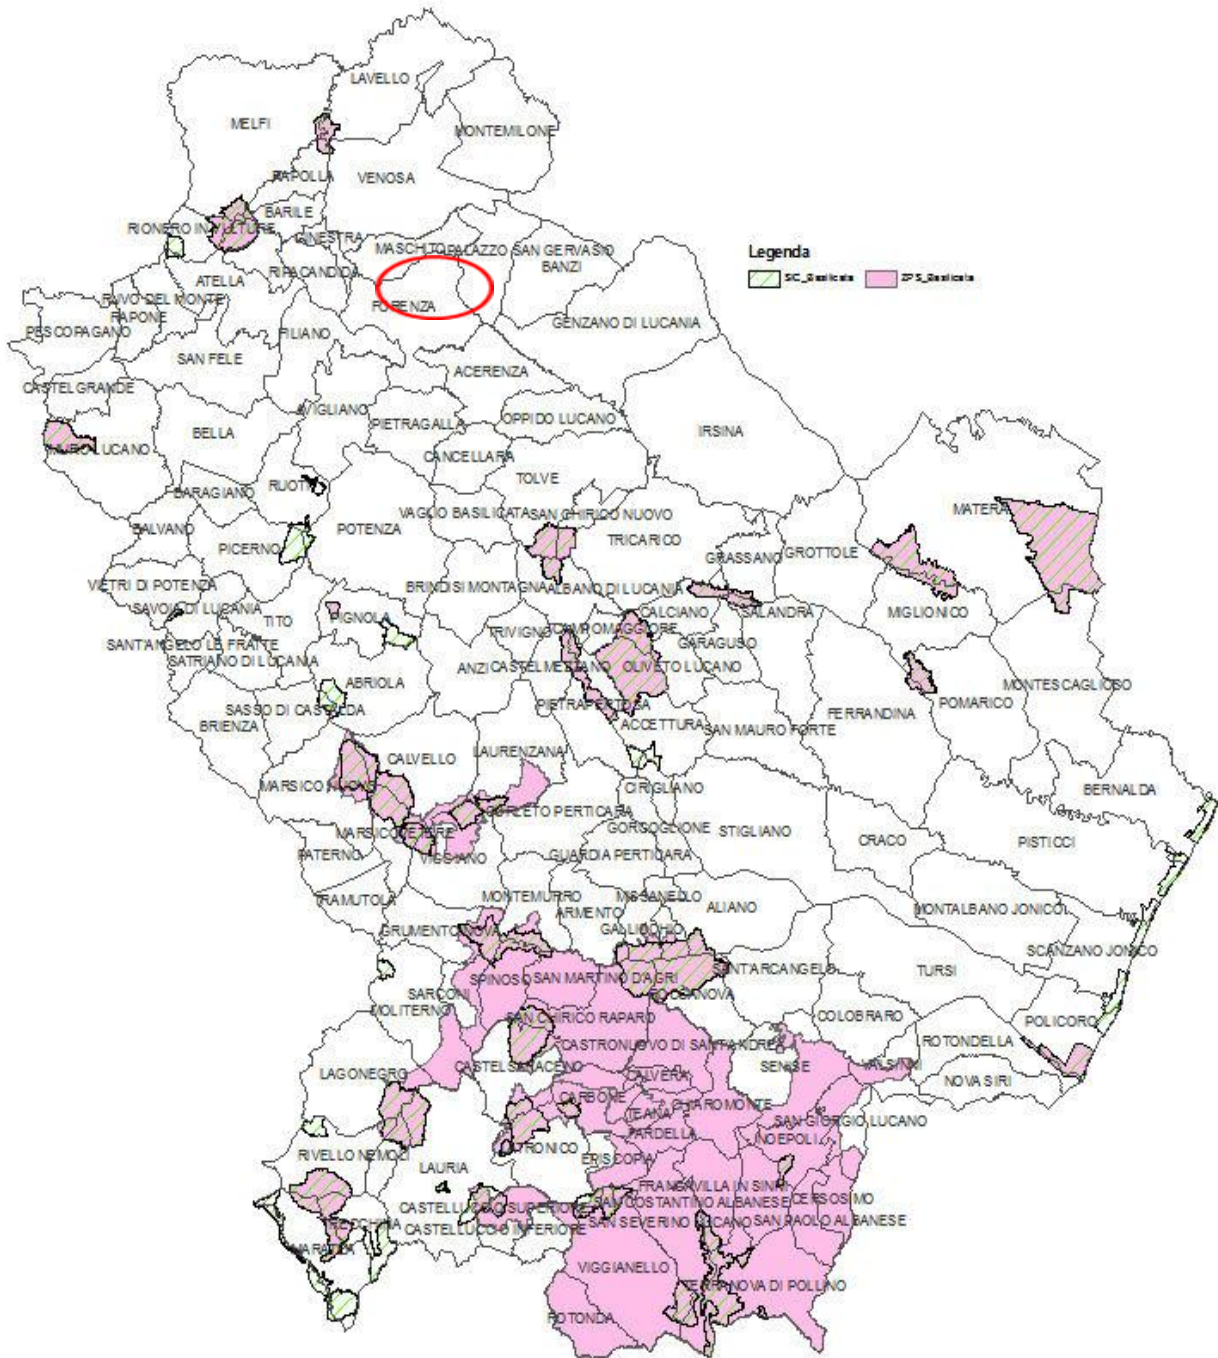 LAVELLO
MELFI
MONTEMILONE
RAPOLLA
VENOSA
BARILE
RIONERO IN VULTURE
GINESTRA
MASCHITO
PALAZZO SAN GERVASIO
BANZI
Legenda
SIC_Basilicata
ZPS_Basilicata
RIPACANDIDA
ATELLA
RUVO DEL MONTE
RAPONE
FORENZA
PESCOPAGANO
FILIANO
GENZANO DI LUCANIA
SAN FELE
ACERENZA
CASTELGRANDE
AVIGLIANO
OPPIDO LUCANO
PIETRAGALLA
BELLA
IRSINA
MURO LUCANO
CANCELLARA
TOLVE
RUOTI
BARAGIANO
MATERA
VAGLIO BASILICATA
SAN CHIRICO NUOVO
BALVANO
POTENZA
TRICARICO
PICERNO
GRASSANO
GROTTOLE
VIETRI DI POTENZA
BRINDISI MONTAGNA
ALBANO DI LUCANIA
SAVOIA DI LUCANIA
TITO
PIGNOLA
CALCIANO
SALANDRA
MIGLIONICO
TRIVIGNO
CAMPOMAGGIORE
GARAGUSO
SANT'ANGELO LE FRATTE
SATRIANO DI LUCANIA
ANZI
CASTELMEZZANO
OLIVETO LUCANO
ABRIOLA
MONTESCAGLIOSO
SASSO DI CASTALDA
PIETRAPERTOSA
POMARICO
BRIENZA
ACCETTURA
SAN MAURO FORTE
FERRANDINA
CALVELLO
LAURENZANA
MARSICO NUOVO
CIRIGLIANO
BERNALDA
CORLETO PERTICARA
MARSICOVETERE
GORGOGLIONE
STIGLIANO
CRACO
PISTICCI
PATERNO
VIGGIANO
GUARDIA PERTICARA
TRAMUTOLA
MONTEMURRO
MISSANELLO
ALIANO
ARMENTO
MONTALBANO JONICO
GRUMENTO NOVA
GALLICCHIO
SCANZANO JONICO
SPINOSO
SAN MARTINO D'AGRI
SANT'ARCANGELO
TURSI
SARCONI
ROCCANOVA
MOLITERNO
SAN CHIRICO RAPARO
COLOBRARO
POLICORO
CASTRONUOVO DI SANT'ANDREA
ROTONDELLA
CASTELSARACENO
SENISE
VALSINNI
LAGONEGRO
CALVERA
NOVA SIRI
CARBONE
CHIAROMONTE
TEANA
SAN GIORGIO LUCANO
FARDELLA
NOEPOLI
RIVELLO
NEMOLI
LATRONICO
EPISCOPIA
LAURIA
FRANCAVILLA IN SINNI
CASTELLUCCIO SUPERIORE
SAN COSTANTINO ALBANESE
CERSOSIMO
TRECCHINA
CASTELLUCCIO INFERIORE
SAN SEVERINO LUCANO
SAN PAOLO ALBANESE
MARATEA
VIGGIANELLO
TERRANOVA DI POLLINO
ROTONDA